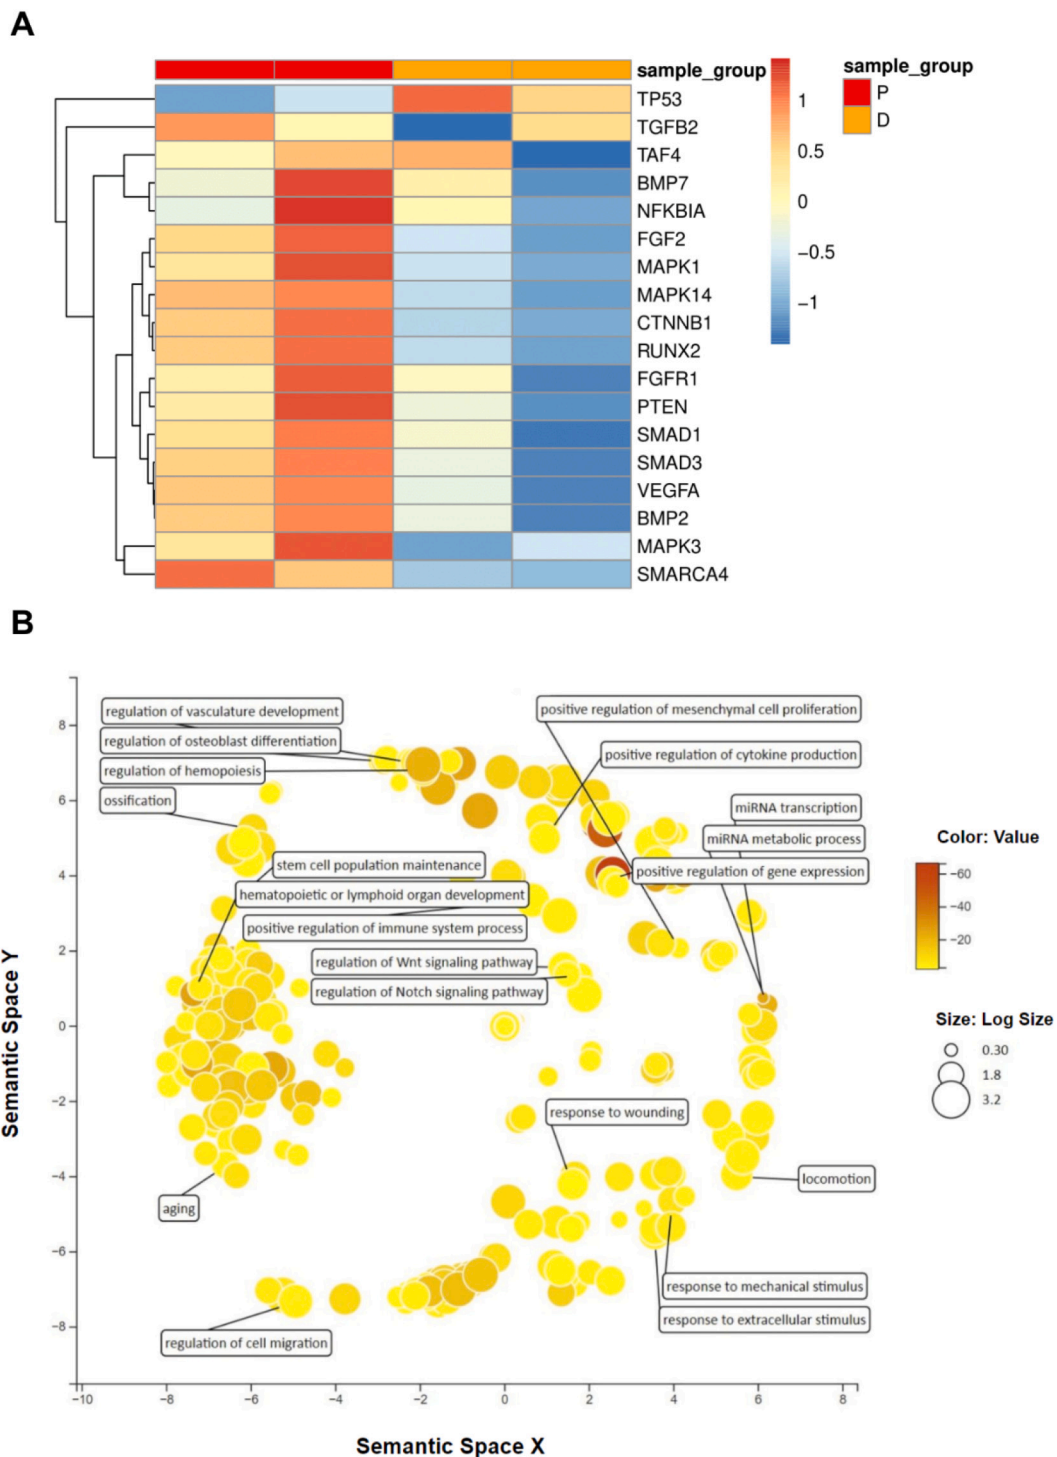 A
sample_group
TP53
TGFB2
TAF4
BMP7
NFKBIA
FGF2
MAPK1
MAPK14
CTNNB1
RUNX2
FGFR1
PTEN
SMAD1
SMAD3
VEGFA
BMP2
MAPK3
SMARCA4
1
0.5
0
−0.5
−1
sample_group
P
D
B
Semantic Space Y
8
6
4
2
0
−2
−4
−6
−8
regulation of vasculature development
regulation of osteoblast differentiation
regulation of hemopoiesis
ossification
stem cell population maintenance
hematopoietic or lymphoid organ development
positive regulation of immune system process
regulation of Wnt signaling pathway
regulation of Notch signaling pathway
positive regulation of mesenchymal cell proliferation
positive regulation of cytokine production
miRNA transcription
miRNA metabolic process
positive regulation of gene expression
response to wounding
locomotion
aging
response to mechanical stimulus
response to extracellular stimulus
regulation of cell migration
−10
−8
−6
−4
−2
0
2
4
6
8
Semantic Space X
Color: Value
−60
−40
−20
Size: Log Size
0.30
1.8
3.2